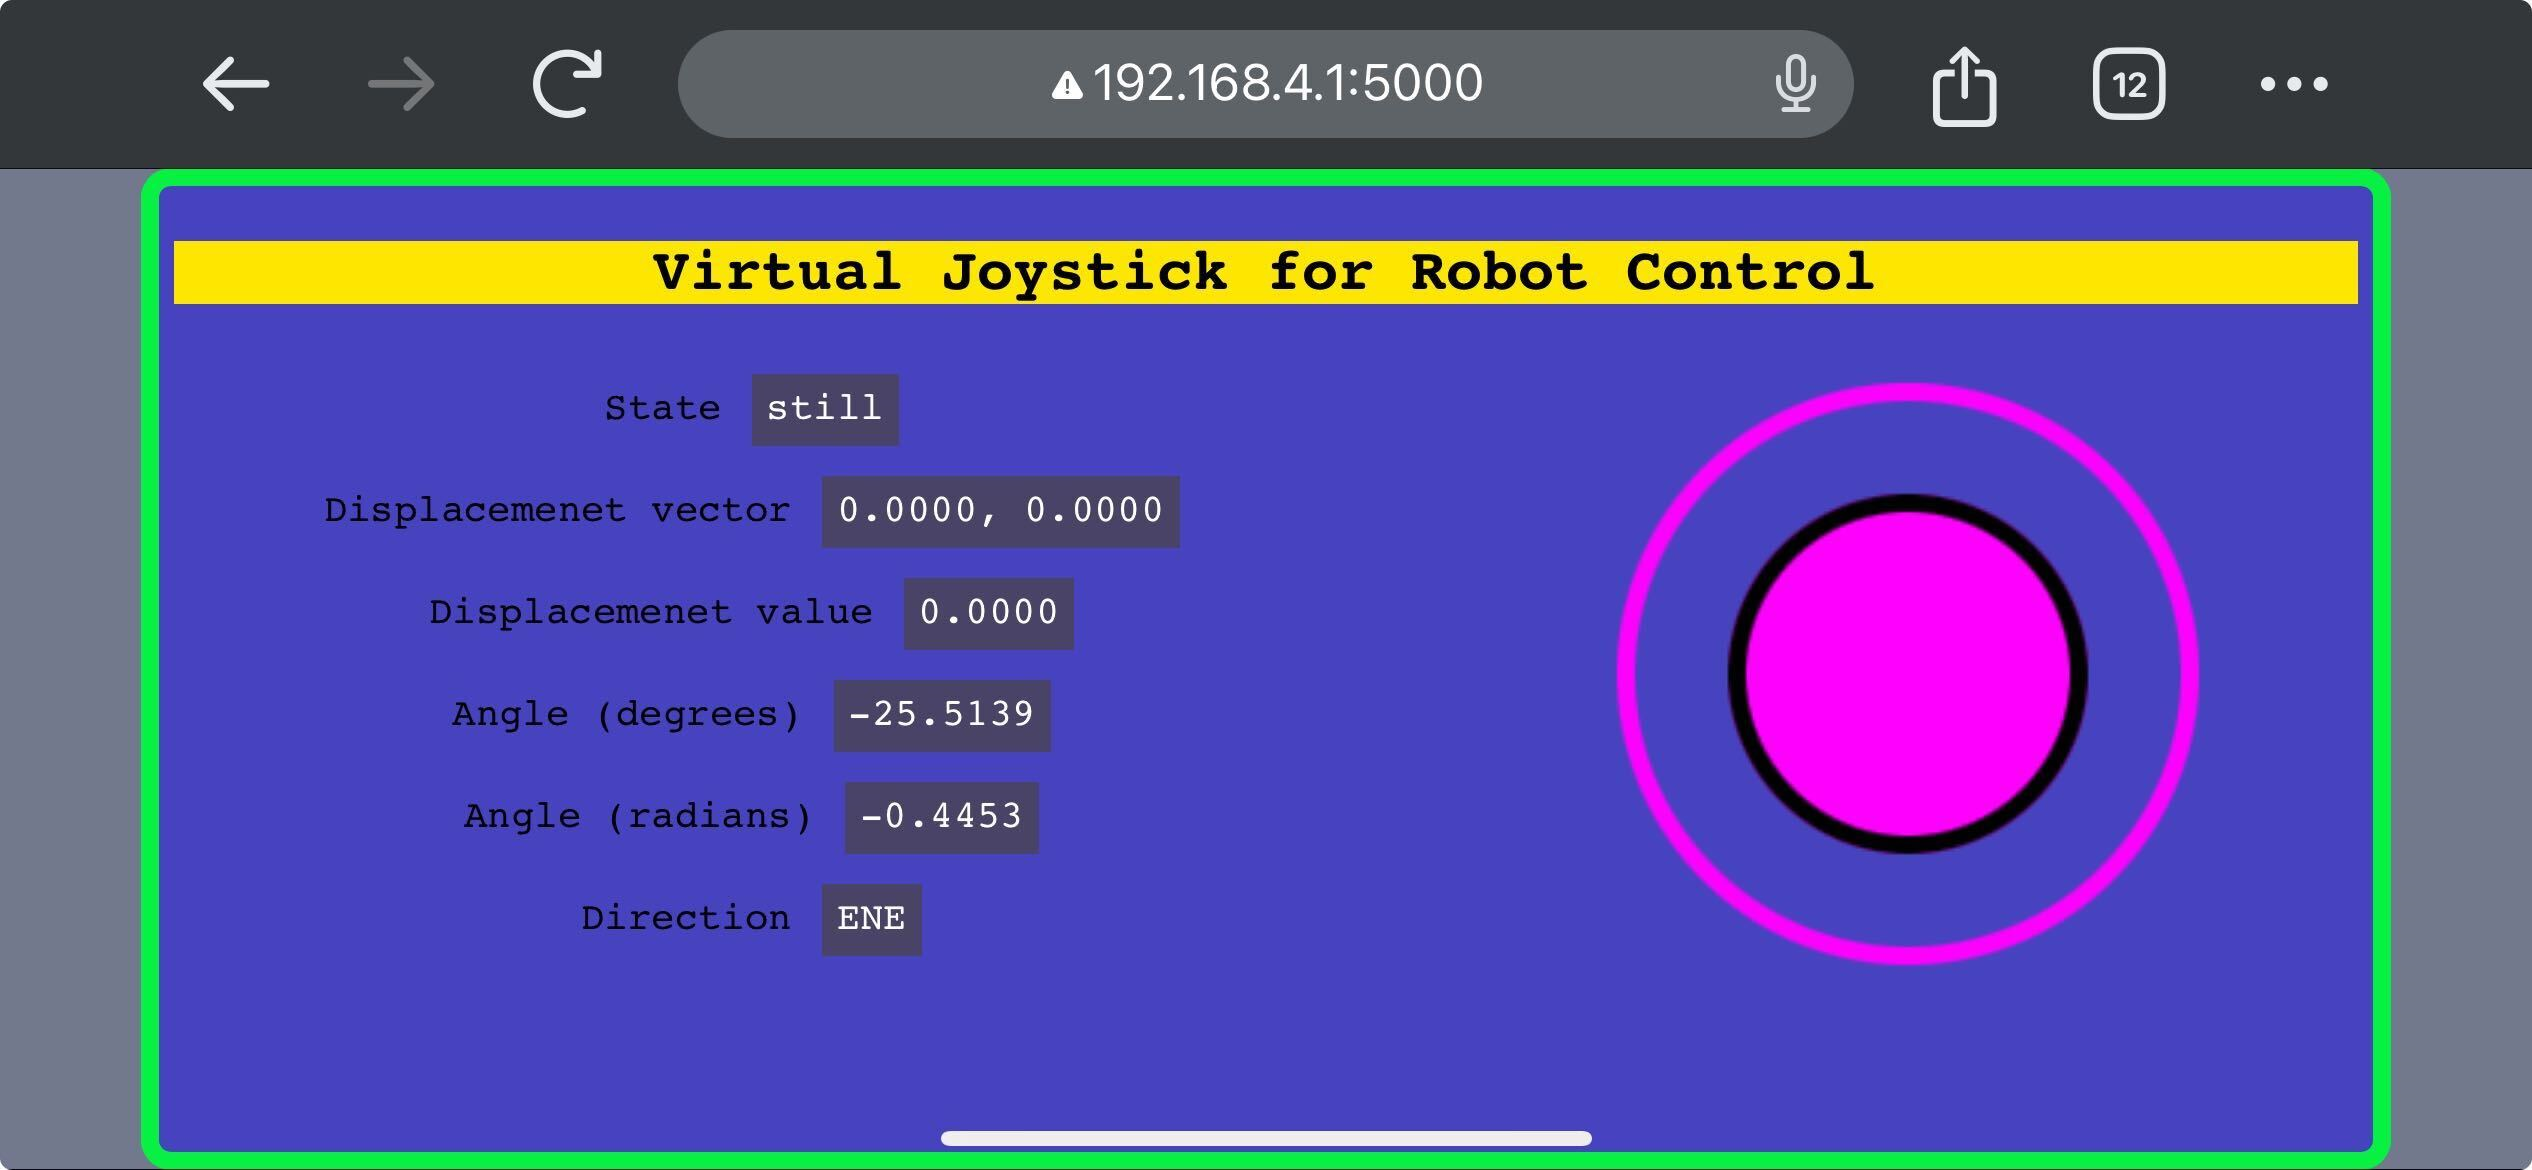 192.168.4.1:5000
12
Virtual Joystick for Robot Control
State still
Displacemenet vector 0.0000, 0.0000
Displacemenet value 0.0000
Angle (degrees) -25.5139
Angle (radians) -0.4453
Direction ENE